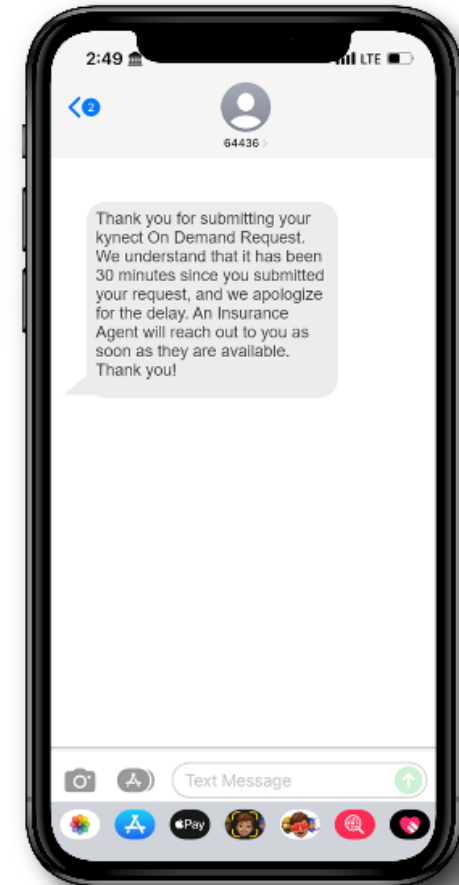 2:49
LTE
2
64436
Thank you for submitting your
kynect On Demand Request.
We understand that it has been
30 minutes since you submitted
your request, and we apologize
for the delay. An Insurance
Agent will reach out to you as
soon as they are available.
Thank you!
Text Message
Pay